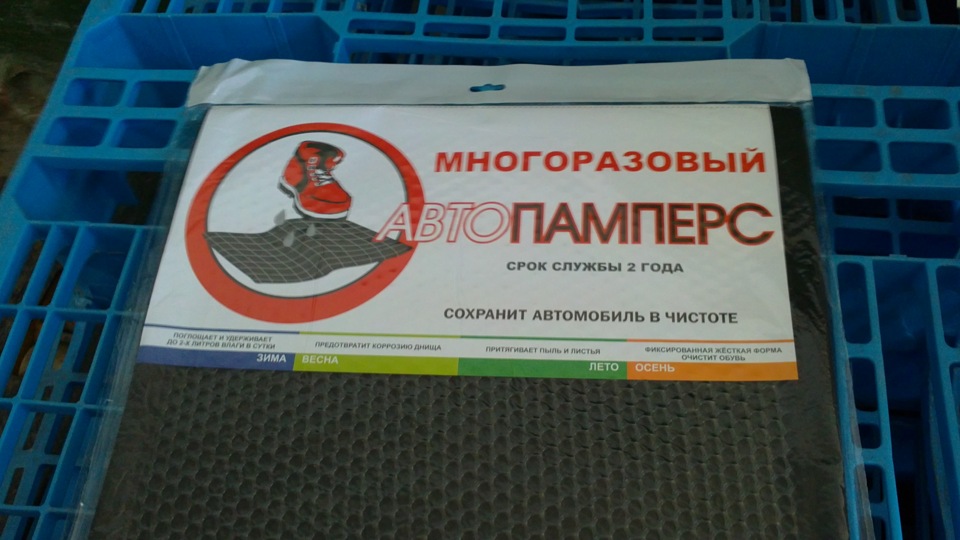 МНОГОРАЗОВЫЙ
АВТОПАМПЕРС
СРОК СЛУЖБЫ 2 ГОДА
СОХРАНИТ АВТОМОБИЛЬ В ЧИСТОТЕ
ПОГЛОЩАЕТ И УДЕРЖИВАЕТ
ДО 2-Х ЛИТРОВ ВЛАГИ В СУТКИ
ЗИМА
ПРЕДОТВРАТИТ КОРРОЗИЮ ДНИЩА
ВЕСНА
ПРИТЯГИВАЕТ ПЫЛЬ И ЛИСТЬЯ
ЛЕТО
ФИКСИРОВАННАЯ ЖЁСТКАЯ ФОРМА
ОЧИСТИТ ОБУВЬ
ОСЕНЬ